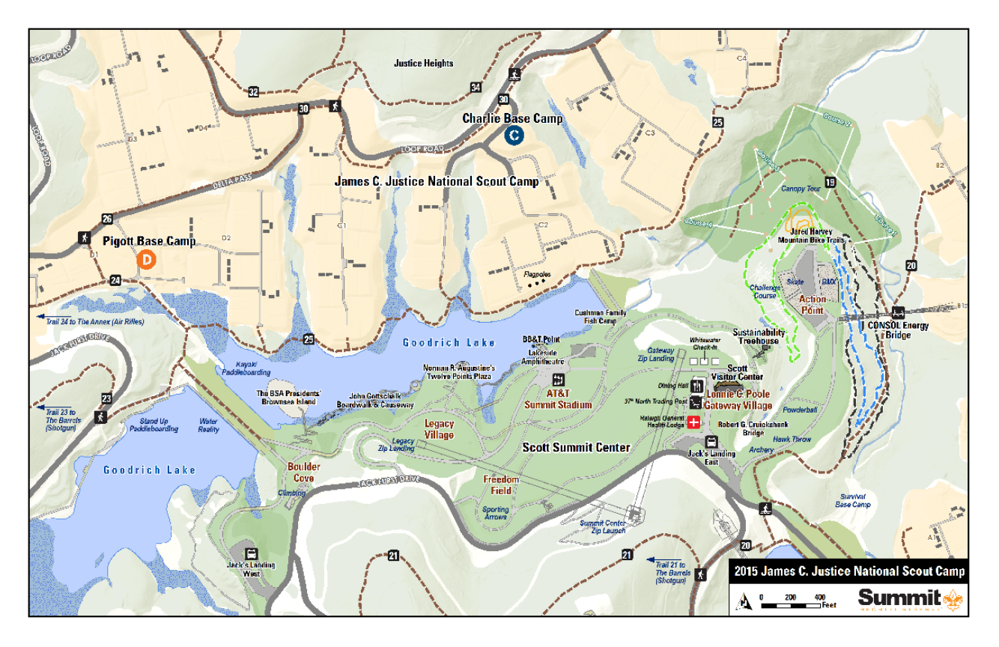 LOOP ROAD
Justice Heights
C4
32
34
30
30
Charlie Base Camp
C
25
Course 2
D3
D4
C3
LOOP ROAD
LOOP ROAD
Course 3
B2
19
DELTA PASS
James C. Justice National Scout Camp
Canopy Tour
26
Course 4
Course 1
C1
C2
Pigott Base Camp
D
D2
D1
Jared Harvey
Mountain Bike Trails
20
24
Flagpoles
Challenge
Course
Skate
BMX
Action
Point
Trail 24 to The Annex (Air Rifles)
Cushman Family
Fish Camp
B1
CONSOL Energy
Bridge
JACK FURST DRIVE
25
Goodrich Lake
BB&T Point
Lakeside
Amphitheatre
Sustainability
Treehouse
Whitewater
Check-In
Gateway
Zip Landing
Kayak/
Paddleboarding
Norman R. Augustine's
Twelve Points Plaza
Scott
Visitor Center
Dining Hall
AT&T
Summit Stadium
The BSA Presidents'
Brownsea Island
John Gottschalk
Boardwalk & Causeway
37th North Trading Post
Lonnie C. Poole
Gateway Village
23
Trail 23 to
The Barrels
(Shotgun)
Stand Up
Paddleboarding
Water
Reality
Powderball
Raleigh General
Health Lodge
Robert G. Cruickshank
Bridge
Legacy
Village
Legacy
Zip Landing
Scott Summit Center
Hawk Throw
Archery
Jack's Landing
East
Goodrich Lake
Boulder
Cove
JACK FURST DRIVE
Freedom
Field
Climbing
Sporting
Arrows
Summit Center
Zip Launch
Survival
Base Camp
A1
20
Jack's Landing
West
21
21
Trail 21 to
The Barrels
(Shotgun)
2015 James C. Justice National Scout Camp
0 200 400
Feet
Summit
BECHTEL RESERVE